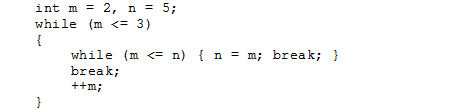 int m = 2, n = 5;
while (m <= 3)
{
while (m <= n) { n = m; break; }
break;
++m;
}